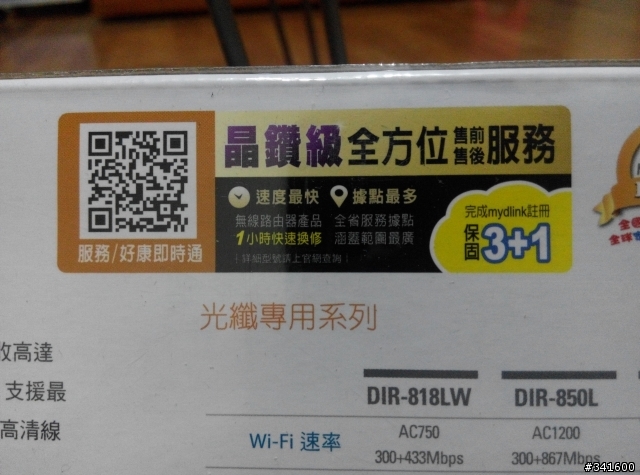 晶鑽級全方位售前售後服務
速度最快 據點最多
無線路由器產品 全省服務據點
1小時快速換修 涵蓋範圍最廣
服務/好康即時通
完成mydlink註冊
保固3+1
光纖專用系列
高達
支援最
高清線
DIR-818LW DIR-850L
Wi-Fi 速率 AC750 AC1200
300+433Mbps 300+867Mbps
#341600